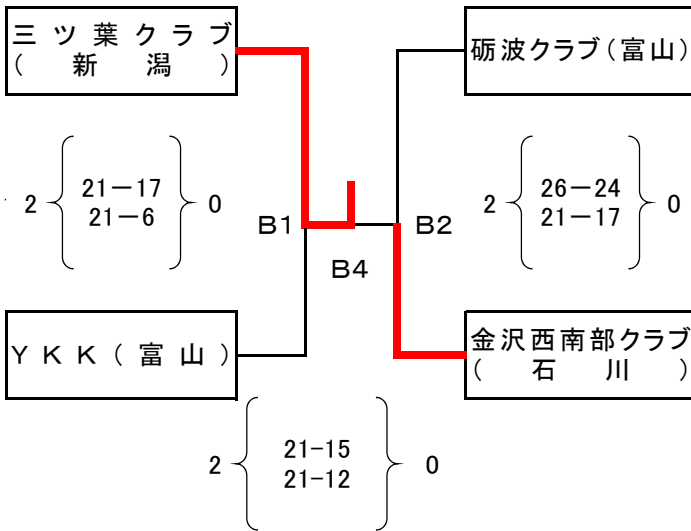 三ツ葉クラブ
(新潟)
砺波クラブ(富山)
2 21－17 0
21－6
2 26－24 0
21－17
B1
B2
B4
YKK(富山)
金沢西南部クラブ
(石川)
2 21-15 0
21-12